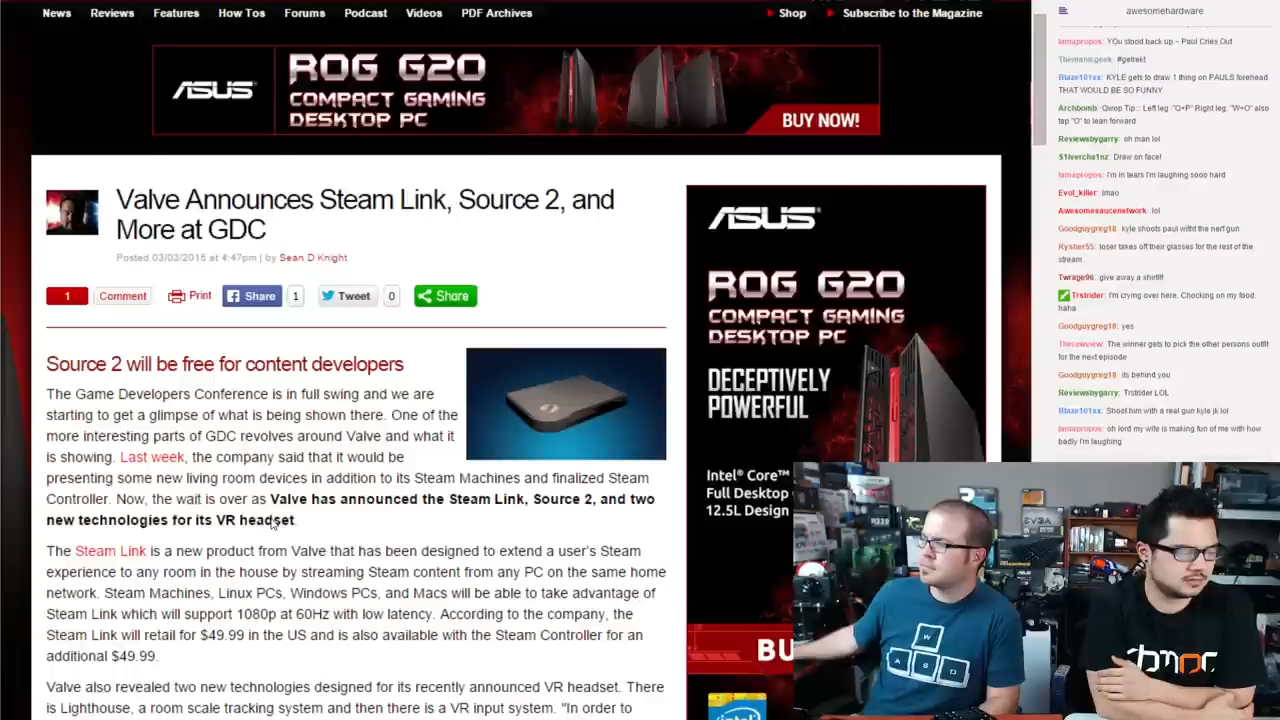 News Reviews Features How Tos Forums Podcast Videos PDF Archives Shop Subscribe to the Magazine
ASUS
ROG G20
COMPACT GAMING
DESKTOP PC
BUY NOW!
Valve Announces Steam Link, Source 2, and
More at GDC
Posted 03/03/2015 at 4:47pm | by Sean D Knight
1 Comment Print Share 1 Tweet 0 Share
Source 2 will be free for content developers
The Game Developers Conference is in full swing and we are
starting to get a glimpse of what is being shown there. One of the
more interesting parts of GDC revolves around Valve and what it
is showing. Last week, the company said that it would be
presenting some new living room devices in addition to its Steam Machines and finalized Steam
Controller. Now, the wait is over as Valve has announced the Steam Link, Source 2, and two
new technologies for its VR headset.
The Steam Link is a new product from Valve that has been designed to extend a user's Steam
experience to any room in the house by streaming Steam content from any PC on the same home
network. Steam Machines, Linux PCs, Windows PCs, and Macs will be able to take advantage of
Steam Link which will support 1080p at 60Hz with low latency. According to the company, the
Steam Link will retail for $49.99 in the US and is also available with the Steam Controller for an
additional $49.99.
Valve also revealed two new technologies designed for its recently announced VR headset. There
is Lighthouse, a room scale tracking system and then there is a VR input system. "In order to
ASUS
ROG G20
COMPACT GAMING
DESKTOP PC
DECEPTIVELY
POWERFUL
Intel® Core™
Full Desktop
12.5L Design
BU
intel
awesomehardware
Iamapropos: YOu stood back up ~ Paul Cries Out
Themanicgeek: #getrekt
Blaze101xx: KYLE gets to draw 1 thing on PAULS forehead
THAT WOULD BE SO FUNNY
Archbomb: Qwop Tip:: Left leg: "Q+P" Right leg: "W+O" also
tap "O" to lean forward
Reviewsbygarry: oh man lol
S1lvercha1nz: Draw on face!
Iamapropos: I'm in tears I'm laughing sooo hard
Evol_killer: lmao
Awesomesaucenetwork: lol
Goodguygreg18: kyle shoots paul witht the nerf gun
Rysher55: loser takes off their glasses for the rest of the
stream
Twrage96: give away a shirt!!!
Trstrider: I'm crying over here. Chocking on my food.
haha
Goodguygreg18: yes
Therawview: The winner gets to pick the other persons outfit
for the next episode
Goodguygreg18: its behind you
Reviewsbygarry: Trstrider LOL
Blaze101xx: Shoot him with a real gun kyle jk lol
Iamapropos: oh lord my wife is making fun of me with how
badly I'm laughing
EVGA
W
A S D
bmoc